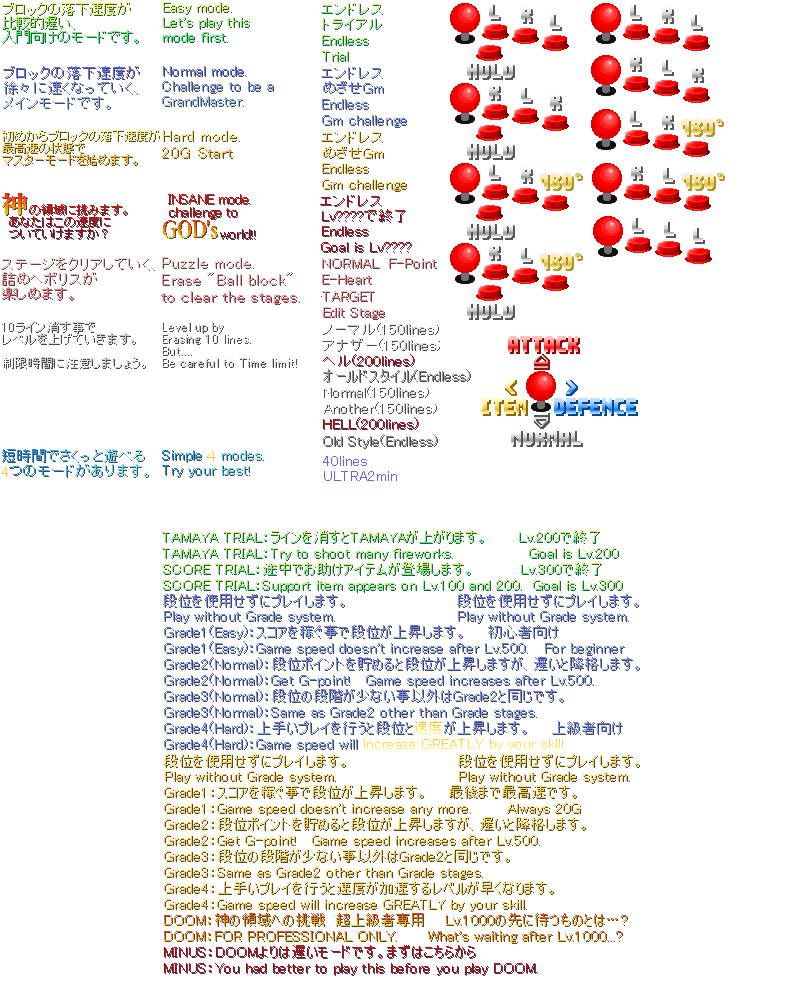 ブロックの落下速度が
比較的遅い、
入門向けのモードです。
Easy mode.
Let's play this
mode first.
エンドレス
トライアル
Endless
Trial
ブロックの落下速度が
徐々に速くなっていく、
メインモードです。
Normal mode.
Challenge to be a
GrandMaster.
エンドレス
めざせGm
Endless
Gm challenge
初めからブロックの落下速度が
最高速の状態で
マスターモードを始めます。
Hard mode.
20G Start
エンドレス
めざせGm
Endless
Gm challenge
神の領域に挑みます。
あなたはこの速度に
ついていけますか?
INSANE mode.
challenge to
GOD's world!!
エンドレス
Lv????で終了
Endless
Goal is Lv????
ステージをクリアしていく、
詰めヘボリスが
楽しめます。
Puzzle mode.
Erase "Ball block"
to clear the stages.
NORMAL F-Point
E-Heart
TARGET
Edit Stage
10ライン消す事で
レベルを上げていきます。
制限時間に注意しましょう。
Level up by
Erasing 10 lines.
But....
Be careful to Time limit!
ノーマル(150lines)
アナザー(150lines)
ヘル(200lines)
オールドスタイル(Endless)
Normal(150lines)
Another(150lines)
HELL(200lines)
Old Style(Endless)
短時間でさくっと遊べる
4つのモードがあります。
Simple 4 modes.
Try your best!
40lines
ULTRA2min
L R L
HOLD
L L R
HOLD
L R 180°
HOLD
L R 180°
HOLD
L R L
L L R
L R 180°
L R 180°
L L L
ATTACK
ITEM DEFENCE
NORMAL
TAMAYA TRIAL:ラインを消すとTAMAYAが上がります。 Lv.200で終了
TAMAYA TRIAL:Try to shoot many fireworks. Goal is Lv.200
SCORE TRIAL:途中でお助けアイテムが登場します。 Lv.300で終了
SCORE TRIAL:Support item appears on Lv.100 and 200. Goal is Lv.300
段位を使用せずにプレイします。 段位を使用せずにプレイします。
Play without Grade system. Play without Grade system.
Grade1(Easy):スコアを稼ぐ事で段位が上昇します。 初心者向け
Grade1(Easy):Game speed doesn't increase after Lv.500. For beginner
Grade2(Normal):段位ポイントを貯めると段位が上昇しますが、遅いと降格します。
Grade2(Normal):Get G-point! Game speed increases after Lv.500.
Grade3(Normal):段位の段階が少ない事以外はGrade2と同じです。
Grade3(Normal):Same as Grade2 other than Grade stages.
Grade4(Hard):上手いプレイを行うと段位と速度が上昇します。 上級者向け
Grade4(Hard):Game speed will increase GREATLY by your skill
段位を使用せずにプレイします。 段位を使用せずにプレイします。
Play without Grade system. Play without Grade system.
Grade1:スコアを稼ぐ事で段位が上昇します。 最後まで最高速です。
Grade1:Game speed doesn't increase any more. Always 20G
Grade2:段位ポイントを貯めると段位が上昇しますが、遅いと降格します。
Grade2:Get G-point! Game speed increases after Lv.500.
Grade3:段位の段階が少ない事以外はGrade2と同じです。
Grade3:Same as Grade2 other than Grade stages.
Grade4:上手いプレイを行うと速度が加速するレベルが早くなります。
Grade4:Game speed will increase GREATLY by your skill.
DOOM:神の領域への挑戦 超上級者専用 Lv.1000の先に待つものとは…?
DOOM:FOR PROFESSIONAL ONLY. What's waiting after Lv.1000...?
MINUS:DOOMよりは遅いモードです。まずはこちらから
MINUS:You had better to play this before you play DOOM.